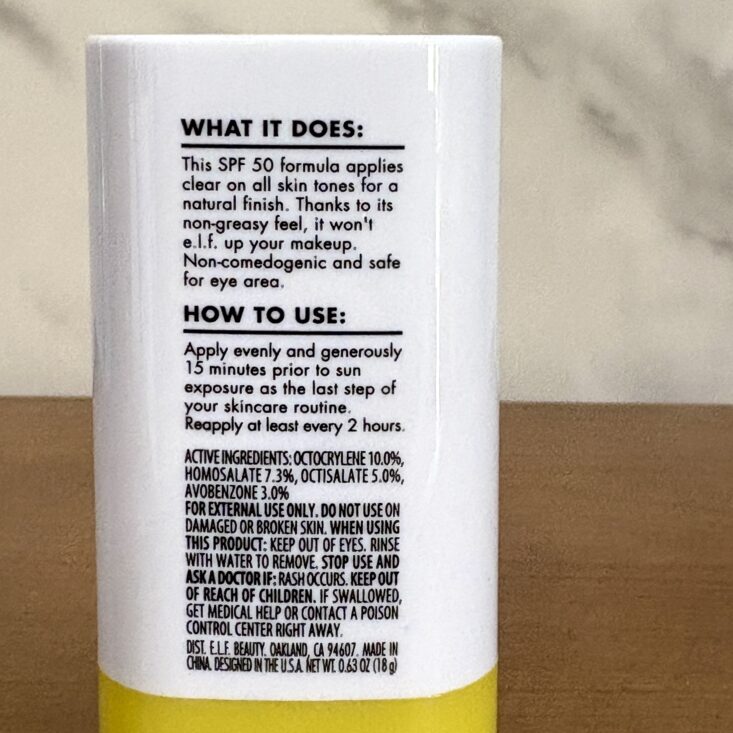 WHAT IT DOES:
This SPF 50 formula applies
clear on all skin tones for a
natural finish. Thanks to its
non-greasy feel, it won't
e.l.f. up your makeup.
Non-comedogenic and safe
for eye area.
HOW TO USE:
Apply evenly and generously
15 minutes prior to sun
exposure as the last step of
your skincare routine.
Reapply at least every 2 hours.
ACTIVE INGREDIENTS: OCTOCRYLENE 10.0%,
HOMOSALATE 7.3%, OCTISALATE 5.0%,
AVOBENZONE 3.0%
FOR EXTERNAL USE ONLY. DO NOT USE ON
DAMAGED OR BROKEN SKIN. WHEN USING
THIS PRODUCT: KEEP OUT OF EYES. RINSE
WITH WATER TO REMOVE. STOP USE AND
ASK A DOCTOR IF: RASH OCCURS. KEEP OUT
OF REACH OF CHILDREN. IF SWALLOWED,
GET MEDICAL HELP OR CONTACT A POISON
CONTROL CENTER RIGHT AWAY.
DIST. E.L.F. BEAUTY. OAKLAND, CA 94607. MADE IN
CHINA. DESIGNED IN THE U.S.A. NET WT. 0.63 OZ (18 g)